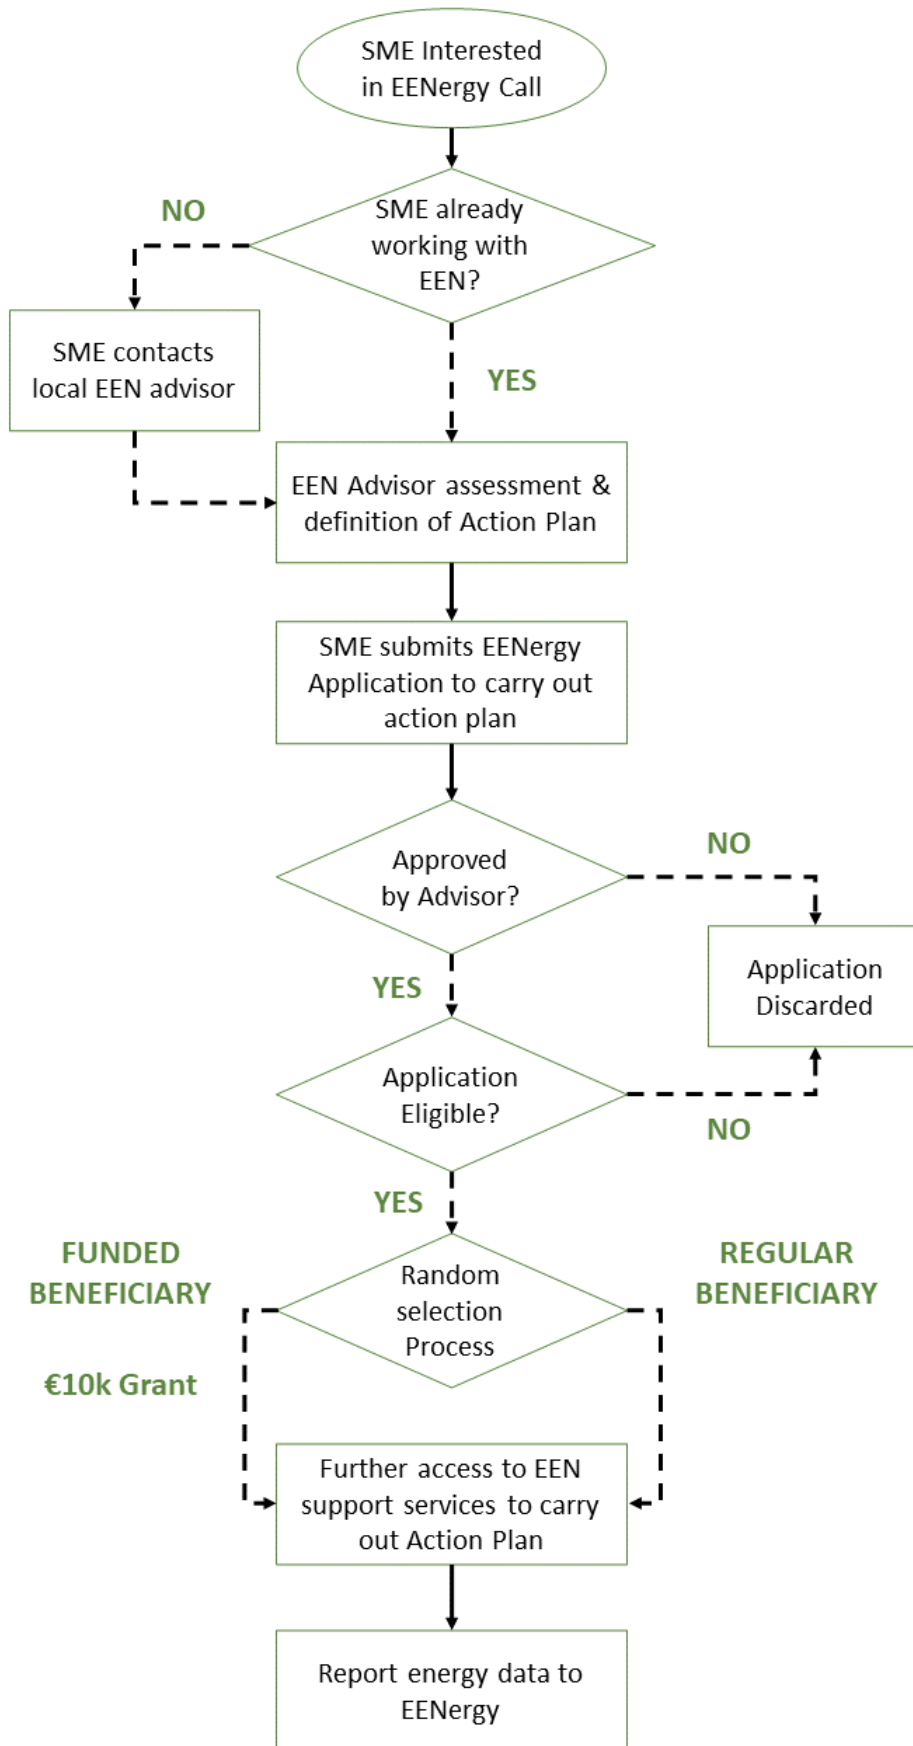 SME Interested
in EENergy Call
SME already
working with
EEN?
NO
SME contacts
local EEN advisor
YES
EEN Advisor assessment &
definition of Action Plan
SME submits EENergy
Application to carry out
action plan
Approved
by Advisor?
NO
Application
Discarded
YES
Application
Eligible?
NO
YES
FUNDED
BENEFICIARY
Random
selection
Process
REGULAR
BENEFICIARY
€10k Grant
Further access to EEN
support services to carry
out Action Plan
Report energy data to
EENergy